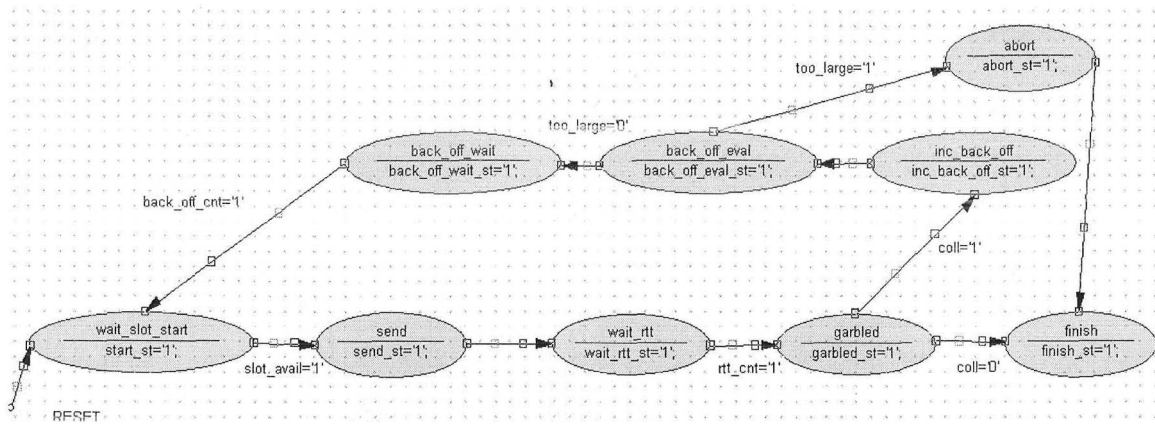 abort
abort_st='1';
too_large='1'
too_large='0'
back_off_wait
back_off_wait_st='1';
back_off_eval
back_off_eval_st='1';
inc_back_off
inc_back_off_st='1';
back_off_cnt='1'
coll='1'
wait_slot_start
start_st='1';
send
send_st='1';
wait_rtt
wait_rtt_st='1';
garbled
garbled_st='1';
finish
finish_st='1';
slot_avail='1'
rtt_cnt='1'
coll='0'
RESET